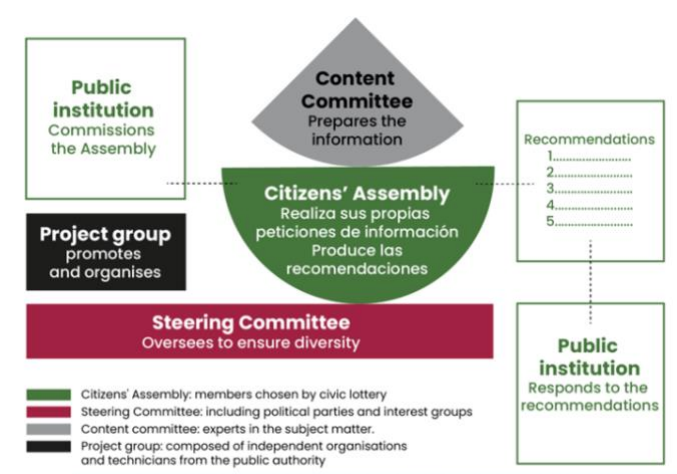 Public
institution
Commissions
the Assembly
Content
Committee
Prepares the
information
Project group
promotes
and organises
Citizens' Assembly
Realiza sus propias
peticiones de información
Produce las
recomendaciones
Recommendations
1........................
2........................
3........................
4........................
5........................
Steering Committee
Oversees to ensure diversity
Public
institution
Responds to the
recommendations
Citizens' Assembly: members chosen by civic lottery
Steering Committee: including political parties and interest groups
Content committee: experts in the subject matter.
Project group: composed of independent organisations
and technicians from the public authority